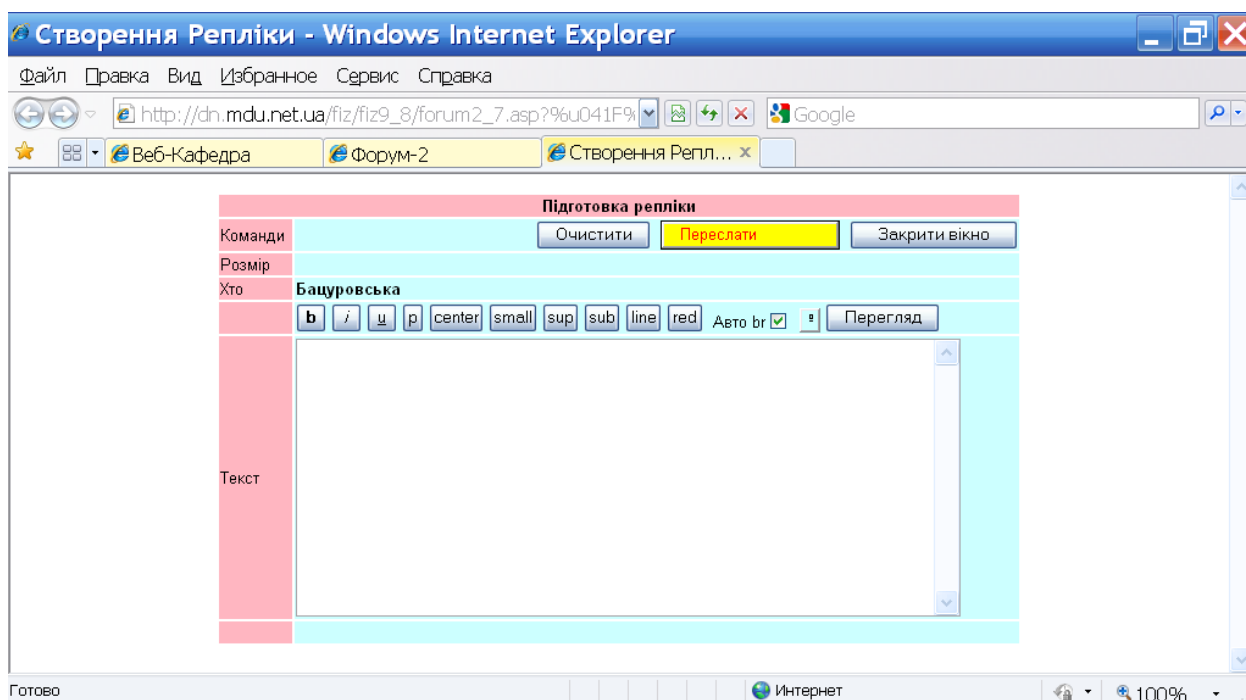 Створення Репліки - Windows Internet Explorer
Файл Правка Вид Избранное Сервис Справка
http://dn.mdu.net.ua/fiz/fiz9_8/forum2_7.asp?%u041F9% Google
Веб-Кафедра Форум-2 Створення Репл...
Підготовка репліки
Команди Очистити Переслати Закрити вікно
Розмір
Хто Бацуровська
b i u p center small sup sub line red Авто br Перегляд
Текст
Готово Интернет 100%